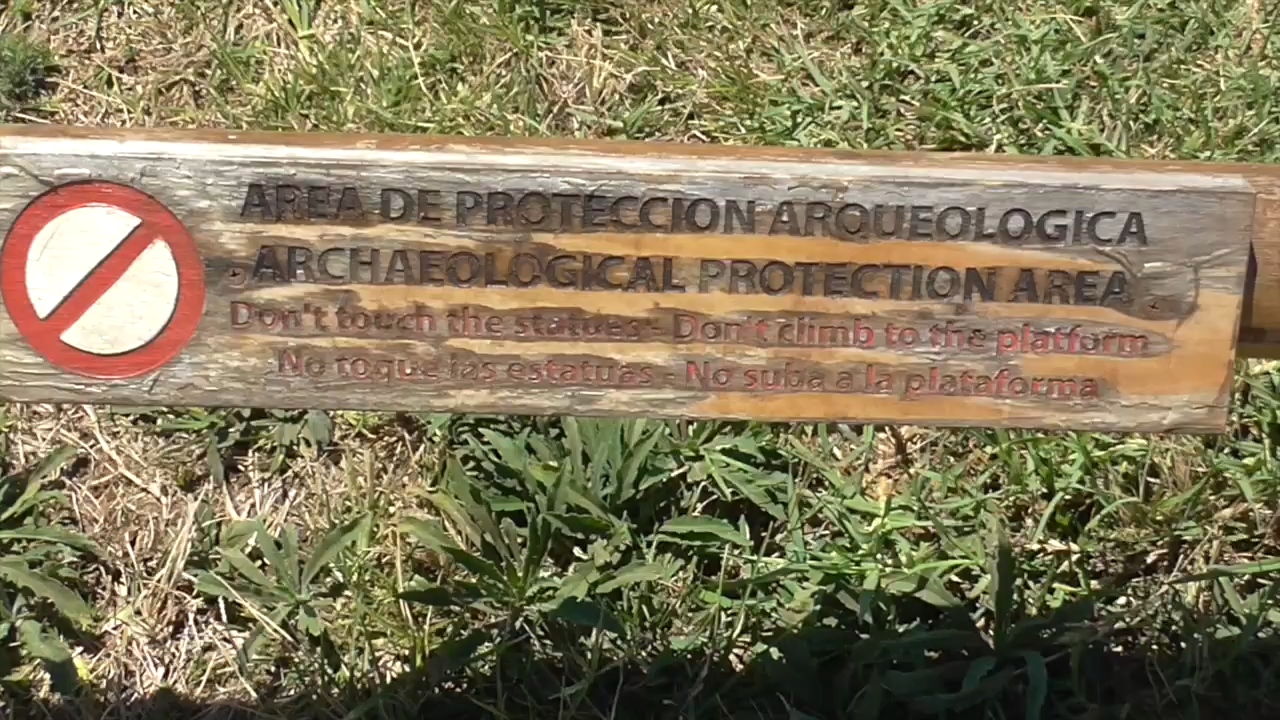 AREA DE PROTECCION ARQUEOLOGICA
ARCHAEOLOGICAL PROTECTION AREA
Don't touch the statues - Don't climb to the platform
No toque las estatuas - No suba a la plataforma